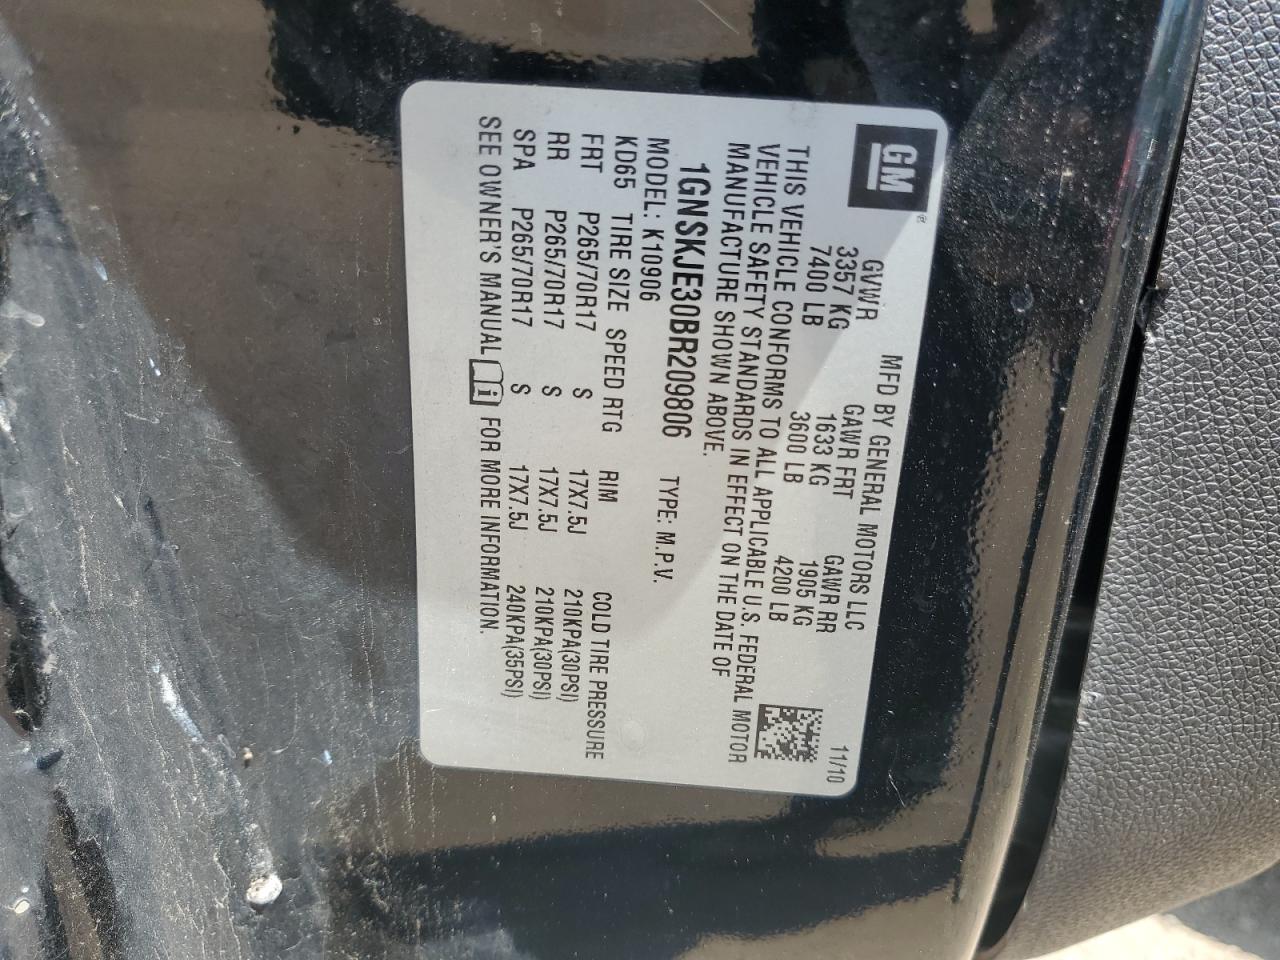 GM®
MFD BY GENERAL MOTORS LLC
11/10
GVWR GAWR FRT GAWR RR
3357 KG 1633 KG 1905 KG
7400 LB 3600 LB 4200 LB
THIS VEHICLE CONFORMS TO ALL APPLICABLE U.S. FEDERAL MOTOR
VEHICLE SAFETY STANDARDS IN EFFECT ON THE DATE OF
MANUFACTURE SHOWN ABOVE.
1GNSKJE30BR209806 TYPE: M.P.V.
MODEL: K10906
KD65 TIRE SIZE SPEED RTG RIM COLD TIRE PRESSURE
FRT P265/70R17 S 17X7.5J 210KPA(30PSI)
RR P265/70R17 S 17X7.5J 210KPA(30PSI)
SPA P265/70R17 S 17X7.5J 240KPA(35PSI)
SEE OWNER'S MANUAL i FOR MORE INFORMATION.